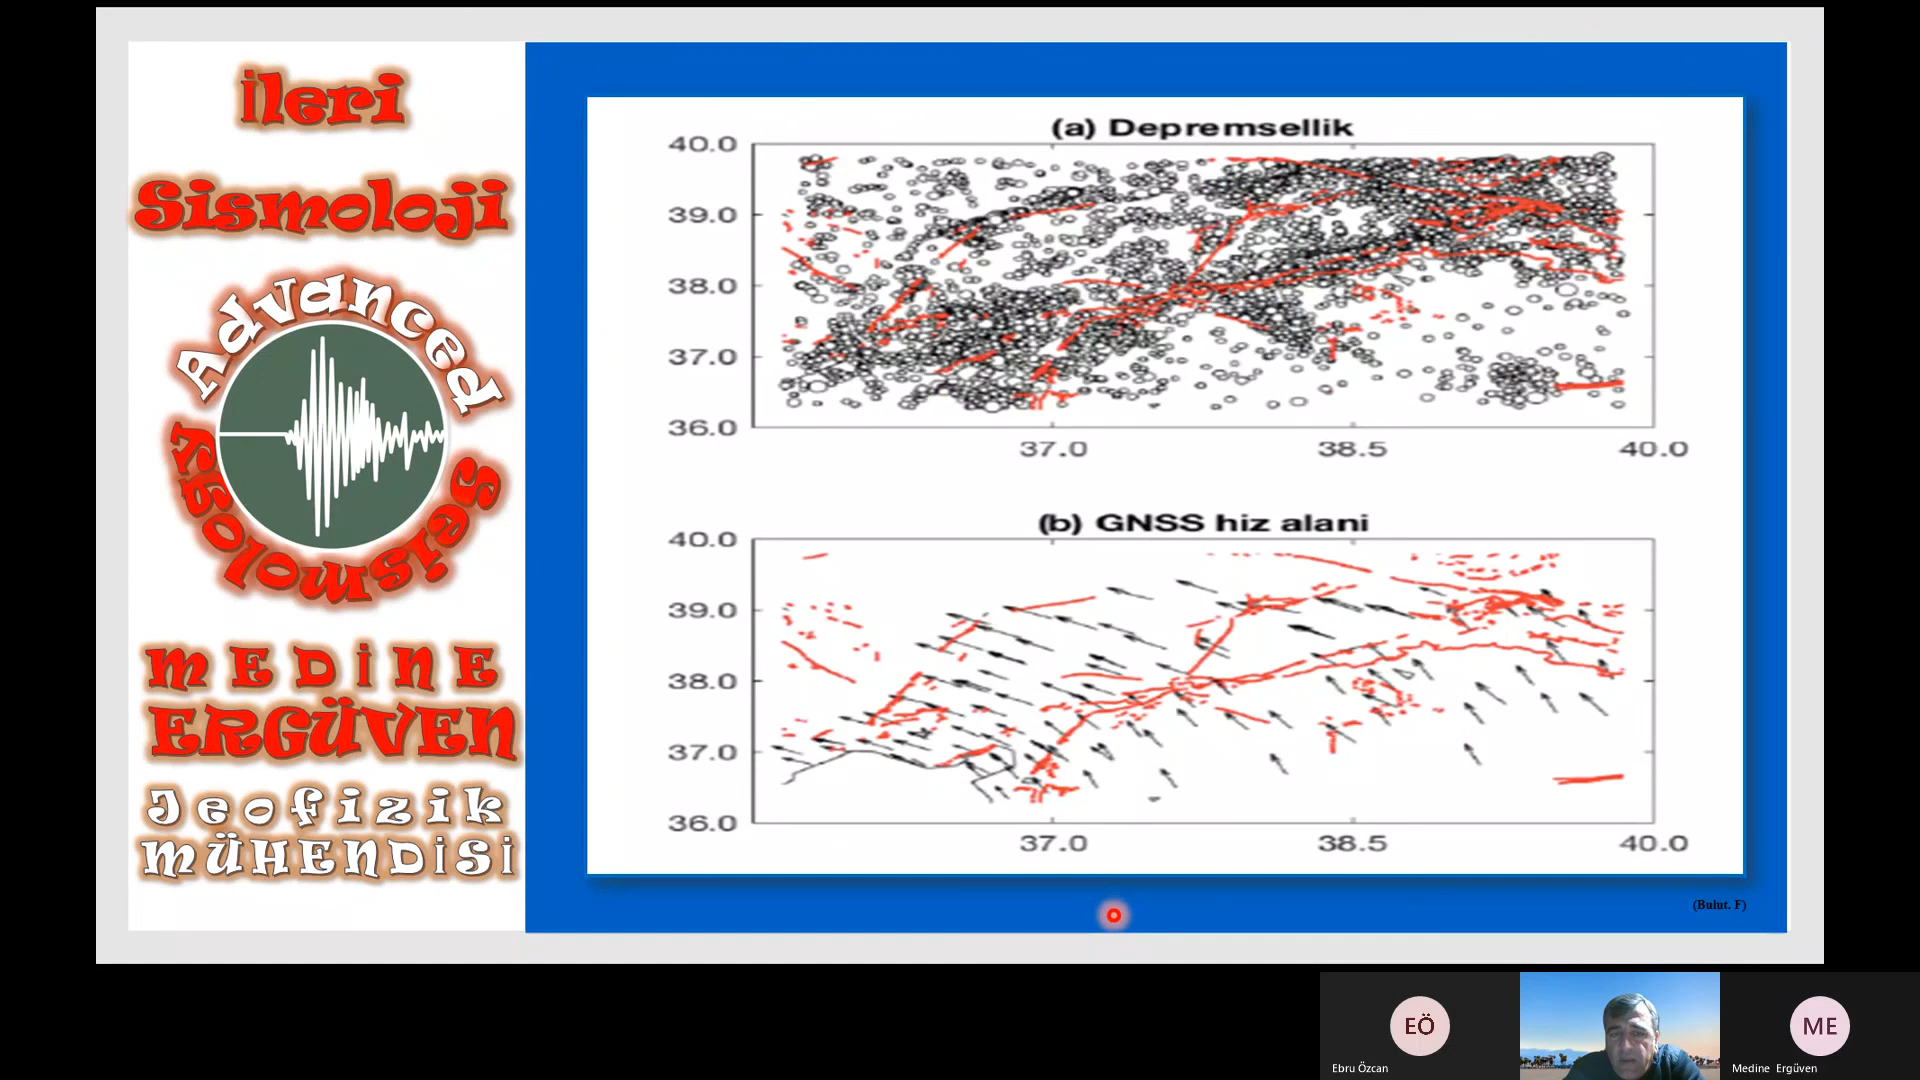 İleri
Sismoloji
Advanced
Seismology
MEDİNE
ERGÜVEN
Jeofizik
MÜHENDİSİ
(a) Depremsellik
40.0
39.0
38.0
37.0
36.0
37.0 38.5 40.0
(b) GNSS hiz alani
40.0
39.0
38.0
37.0
36.0
37.0 38.5 40.0
(Bulut. F)
EÖ
Ebru Özcan
ME
Medine Ergüven